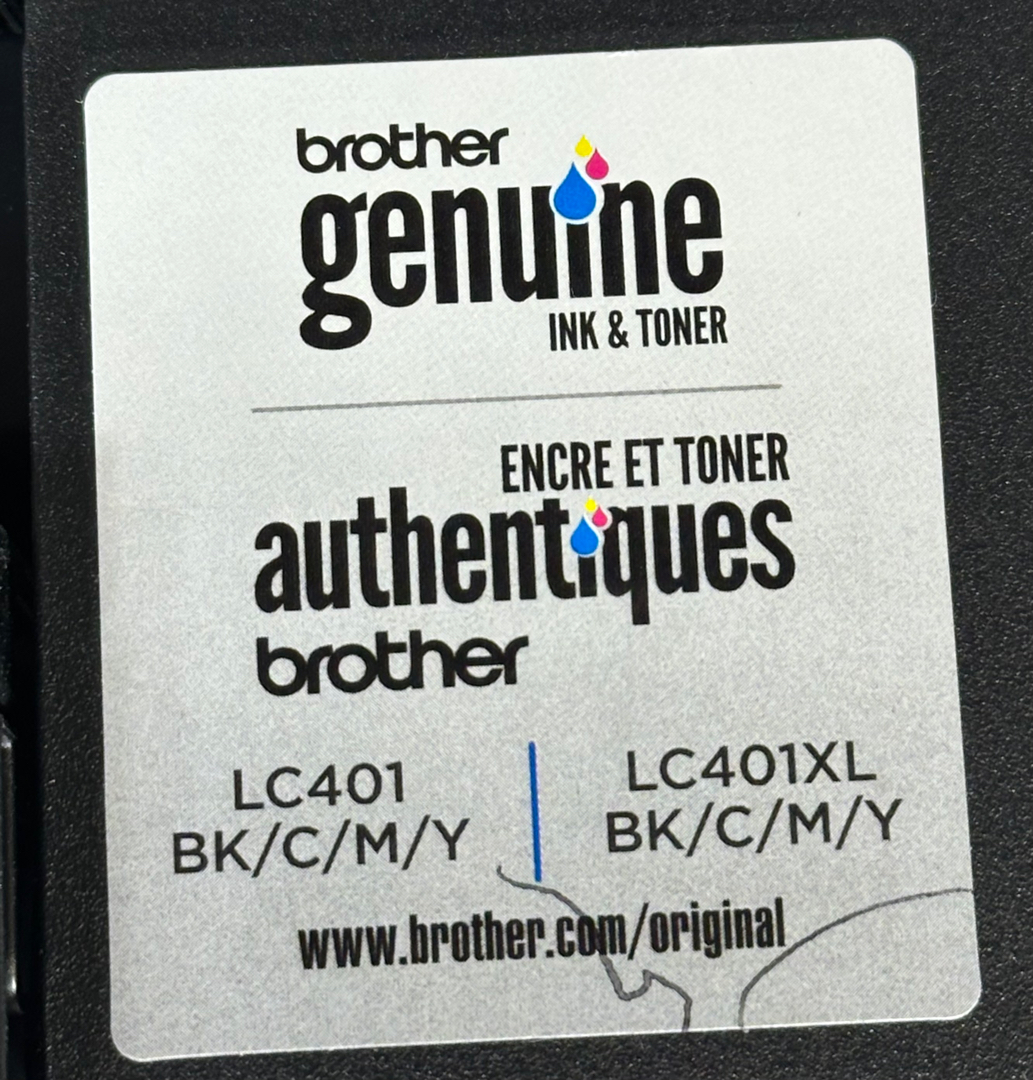 brother
genuine
INK & TONER
ENCRE ET TONER
authentiques
brother
LC401
BK/C/M/Y
LC401XL
BK/C/M/Y
www.brother.com/original